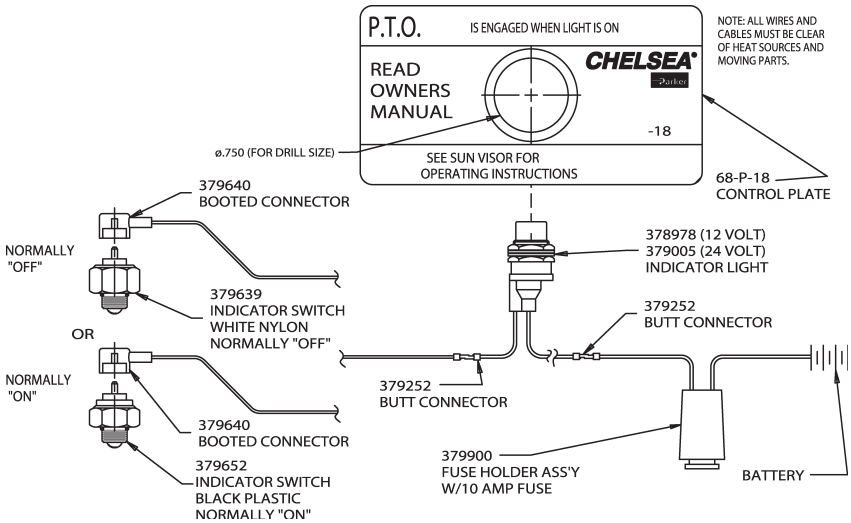 P.T.O. IS ENGAGED WHEN LIGHT IS ON
READ
OWNERS
MANUAL
CHELSEA
Parker
-18
SEE SUN VISOR FOR
OPERATING INSTRUCTIONS
NOTE: ALL WIRES AND
CABLES MUST BE CLEAR
OF HEAT SOURCES AND
MOVING PARTS.
ø.750 (FOR DRILL SIZE)
68-P-18
CONTROL PLATE
379640
BOOTED CONNECTOR
NORMALLY
"OFF"
379639
INDICATOR SWITCH
WHITE NYLON
NORMALLY "OFF"
OR
NORMALLY
"ON"
379640
BOOTED CONNECTOR
379652
INDICATOR SWITCH
BLACK PLASTIC
NORMALLY "ON"
378978 (12 VOLT)
379005 (24 VOLT)
INDICATOR LIGHT
379252
BUTT CONNECTOR
379252
BUTT CONNECTOR
379900
FUSE HOLDER ASS'Y
W/10 AMP FUSE
BATTERY